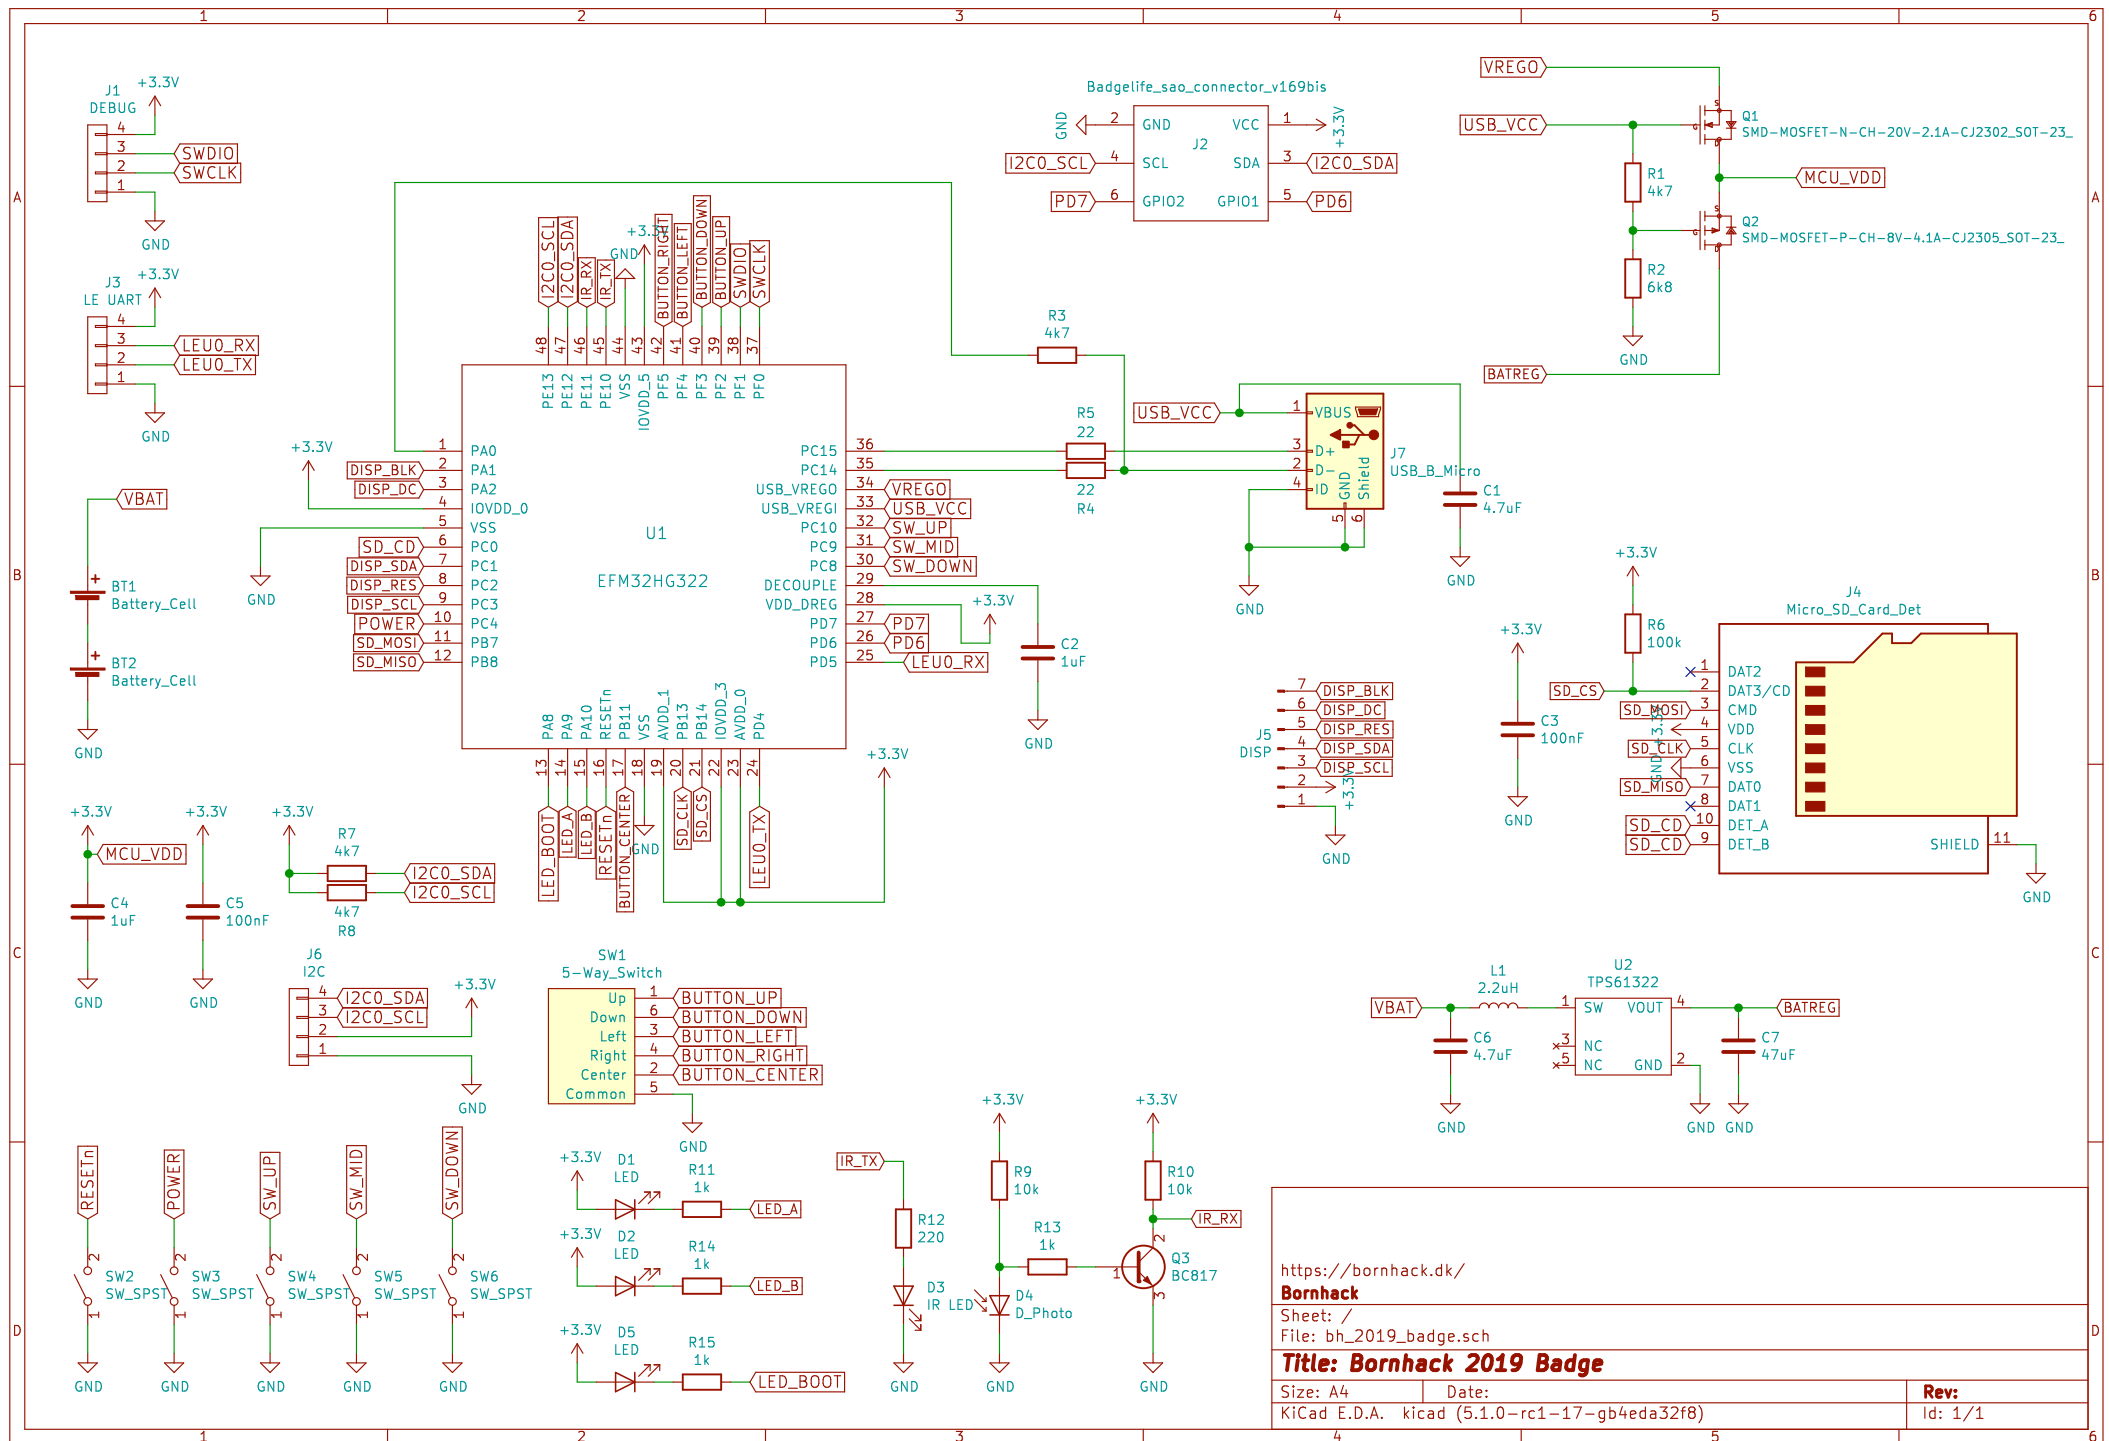 1 2 3 4 5 6
A
B
C
D
J1
DEBUG
+3.3V
4
3 SWDIO
2 SWCLK
1
GND
J3
LE UART
+3.3V
4
3 LEU0_RX
2 LEU0_TX
1
GND
VBAT
BT1
Battery_Cell
BT2
Battery_Cell
GND
+3.3V
MCU_VDD
C4
1uF
GND
+3.3V
C5
100nF
GND
+3.3V
R7
4k7
I2C0_SDA
I2C0_SCL
4k7
R8
J6
I2C
4 I2C0_SDA
3 I2C0_SCL
2
1
+3.3V
GND
U1
EFM32HG322
I2C0_SCL 48 PE13
I2C0_SDA 47 PE12
IR_RX 46 PE11
IR_TX 45 PE10
GND 44 VSS
+3.3V 43 IOVDD_5
BUTTON_RIGHT 42 PF5
BUTTON_LEFT 41 PF4
BUTTON_DOWN 40 PF3
BUTTON_UP 39 PF2
SWDIO 38 PF1
SWCLK 37 PF0
1 PA0
DISP_BLK 2 PA1
DISP_DC 3 PA2
+3.3V 4 IOVDD_0
GND 5 VSS
SD_CD 6 PC0
DISP_SDA 7 PC1
DISP_RES 8 PC2
DISP_SCL 9 PC3
POWER 10 PC4
SD_MOSI 11 PB7
SD_MISO 12 PB8
PC15 36
PC14 35
USB_VREGO 34 VREGO
USB_VREGI 33 USB_VCC
PC10 32 SW_UP
PC9 31 SW_MID
PC8 30 SW_DOWN
DECOUPLE 29
VDD_DREG 28 +3.3V
PD7 27 PD7
PD6 26 PD6
PD5 25 LEU0_RX
PA8 13 LED_BOOT
PA9 14 LED_A
PA10 15 LED_B
RESETn 16 RESETn
PB11 17 BUTTON_CENTER
VSS 18 GND
AVDD_1 19
PB13 20 SD_CLK
PB14 21 SD_CS
IOVDD_3 22
AVDD_0 23
PD4 24 LEU0_TX
+3.3V
C2
1uF
GND
R3
4k7
R5
22
22
R4
Badgelife_sao_connector_v169bis
J2
GND 2 GND
I2C0_SCL 4 SCL
PD7 6 GPIO2
VCC 1 +3.3V
SDA 3 I2C0_SDA
GPIO1 5 PD6
USB_VCC
1 VBUS
3 D+
2 D-
4 ID
GND 5
Shield 6
J7
USB_B_Micro
GND
C1
4.7uF
GND
VREGO
USB_VCC
Q1
SMD-MOSFET-N-CH-20V-2.1A-CJ2302_SOT-23_
S
G
D
R1
4k7
MCU_VDD
Q2
SMD-MOSFET-P-CH-8V-4.1A-CJ2305_SOT-23_
S
G
D
R2
6k8
GND
BATREG
J5
DISP
7 DISP_BLK
6 DISP_DC
5 DISP_RES
4 DISP_SDA
3 DISP_SCL
2 +3.3V
1
GND
+3.3V
C3
100nF
GND
+3.3V
R6
100k
J4
Micro_SD_Card_Det
1 DAT2
SD_CS 2 DAT3/CD
SD_MOSI 3 CMD
+3.3V 4 VDD
SD_CLK 5 CLK
GND 6 VSS
SD_MISO 7 DAT0
8 DAT1
SD_CD 10 DET_A
SD_CD 9 DET_B
SHIELD 11
GND
VBAT
L1
2.2uH
C6
4.7uF
GND
U2
TPS61322
1 SW
3 NC
5 NC
VOUT 4
GND 2
GND
BATREG
C7
47uF
GND
SW1
5-Way_Switch
Up 1 BUTTON_UP
Down 6 BUTTON_DOWN
Left 3 BUTTON_LEFT
Right 4 BUTTON_RIGHT
Center 2 BUTTON_CENTER
Common 5
GND
RESETn
2
SW2
SW_SPST
1
GND
POWER
2
SW3
SW_SPST
1
GND
SW_UP
2
SW4
SW_SPST
1
GND
SW_MID
2
SW5
SW_SPST
1
GND
SW_DOWN
2
SW6
SW_SPST
1
GND
+3.3V
D1
LED
R11
1k
LED_A
+3.3V
D2
LED
R14
1k
LED_B
+3.3V
D5
LED
R15
1k
LED_BOOT
IR_TX
R12
220
D3
IR LED
GND
+3.3V
R9
10k
R13
1k
D4
D_Photo
GND
+3.3V
R10
10k
IR_RX
2
1
3
Q3
BC817
GND
https://bornhack.dk/
Bornhack
Sheet: /
File: bh_2019_badge.sch
Title: Bornhack 2019 Badge
Size: A4 Date: Rev:
KiCad E.D.A. kicad (5.1.0-rc1-17-gb4eda32f8) Id: 1/1
A
B
C
D
1 2 3 4 5 6